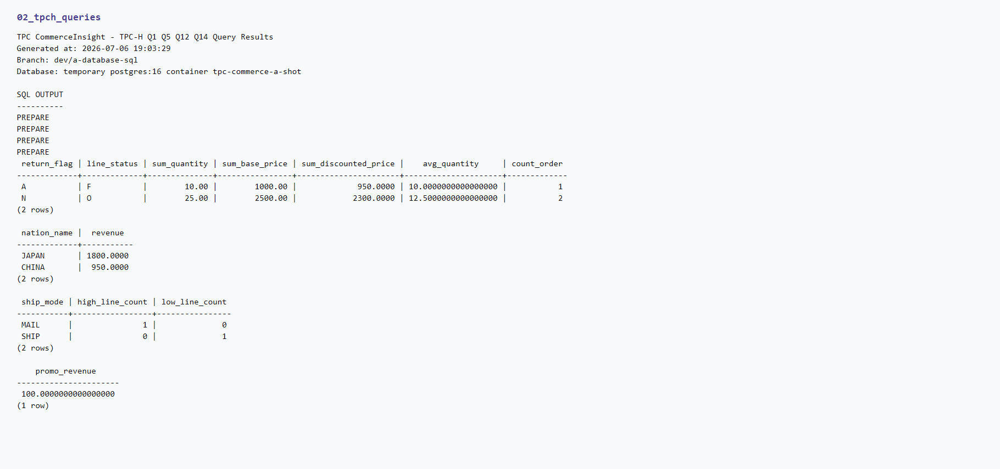 02_tpch_queries
TPC CommerceInsight - TPC-H Q1 Q5 Q12 Q14 Query Results
Generated at: 2026-07-06 19:03:29
Branch: dev/a-database-sql
Database: temporary postgres:16 container tpc-commerce-a-shot

SQL OUTPUT
----------
PREPARE
PREPARE
PREPARE
PREPARE
 return_flag | line_status | sum_quantity | sum_base_price | sum_discounted_price |    avg_quantity     | count_order
-------------+-------------+--------------+----------------+----------------------+---------------------+-------------
 A           | F           |        10.00 |        1000.00 |             950.0000 | 10.0000000000000000 |           1
 N           | O           |        25.00 |        2500.00 |            2300.0000 | 12.5000000000000000 |           2
(2 rows)

 nation_name |  revenue
-------------+-----------
 JAPAN       | 1800.0000
 CHINA       |  950.0000
(2 rows)

 ship_mode | high_line_count | low_line_count
-----------+-----------------+----------------
 MAIL      |               1 |              0
 SHIP      |               0 |              1
(2 rows)

    promo_revenue
----------------------
 100.0000000000000000
(1 row)